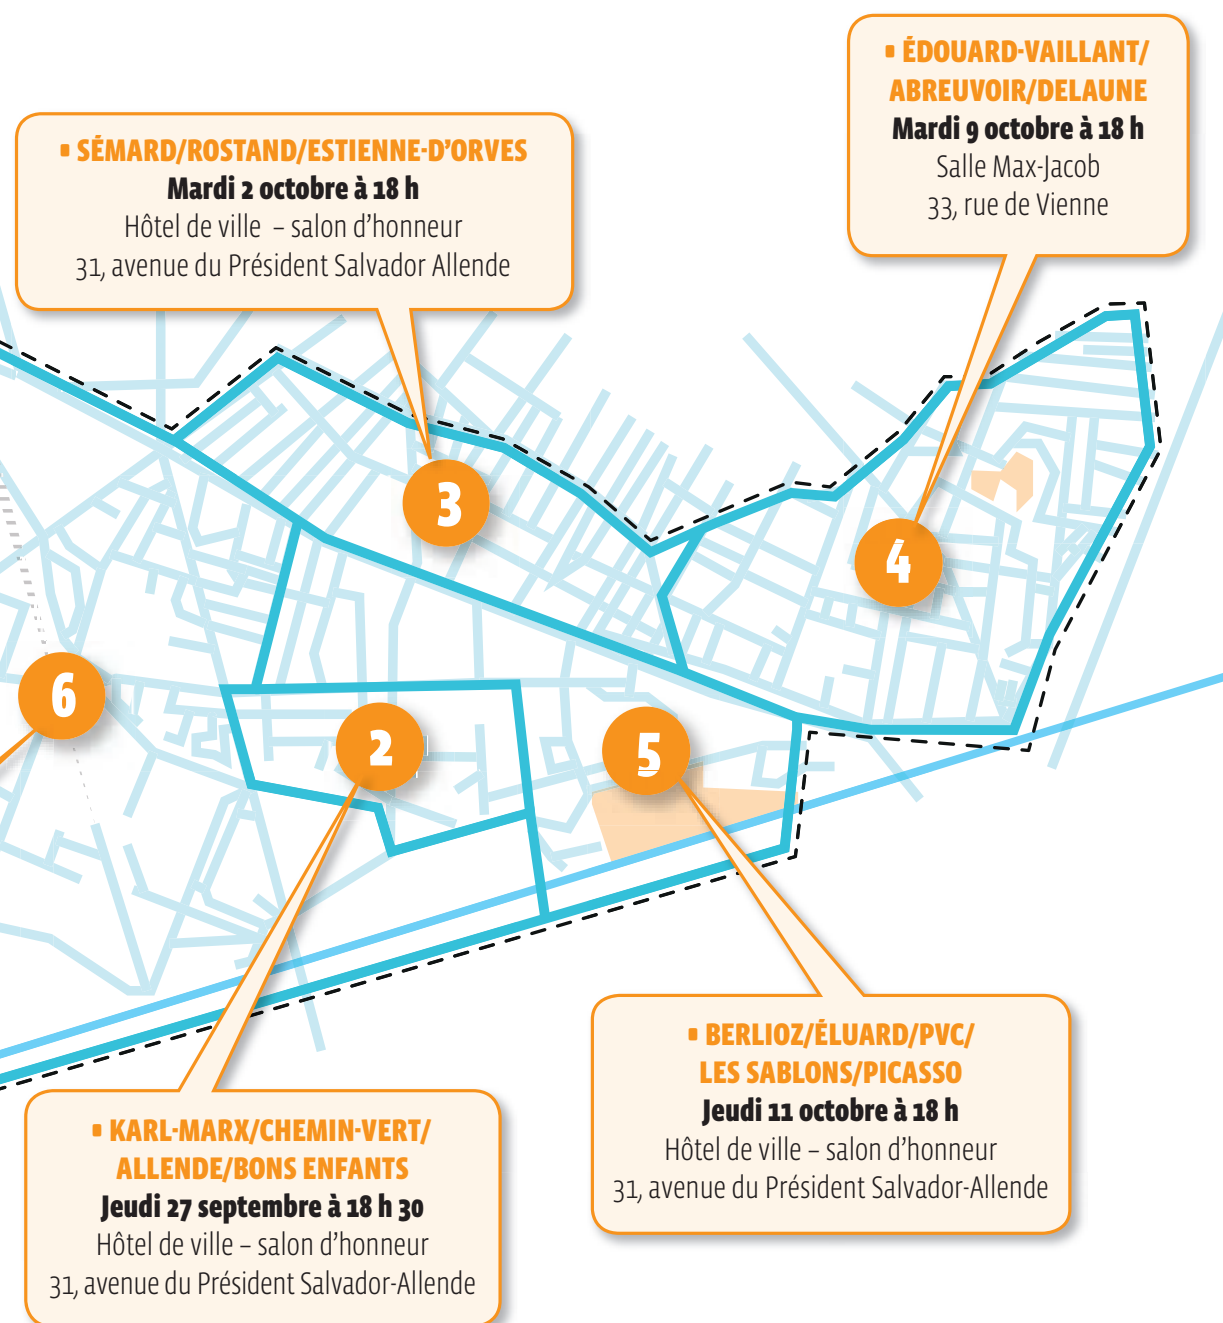 ▪ ÉDOUARD-VAILLANT/
ABREUVOIR/DELAUNE
Mardi 9 octobre à 18 h
Salle Max-Jacob
33, rue de Vienne
▪ SÉMARD/ROSTAND/ESTIENNE-D’ORVES
Mardi 2 octobre à 18 h
Hôtel de ville – salon d’honneur
31, avenue du Président Salvador Allende
3
4
6
2
5
▪ BERLIOZ/ÉLUARD/PVC/
LES SABLONS/PICASSO
Jeudi 11 octobre à 18 h
Hôtel de ville – salon d’honneur
31, avenue du Président Salvador-Allende
▪ KARL-MARX/CHEMIN-VERT/
ALLENDE/BONS ENFANTS
Jeudi 27 septembre à 18 h 30
Hôtel de ville – salon d’honneur
31, avenue du Président Salvador-Allende